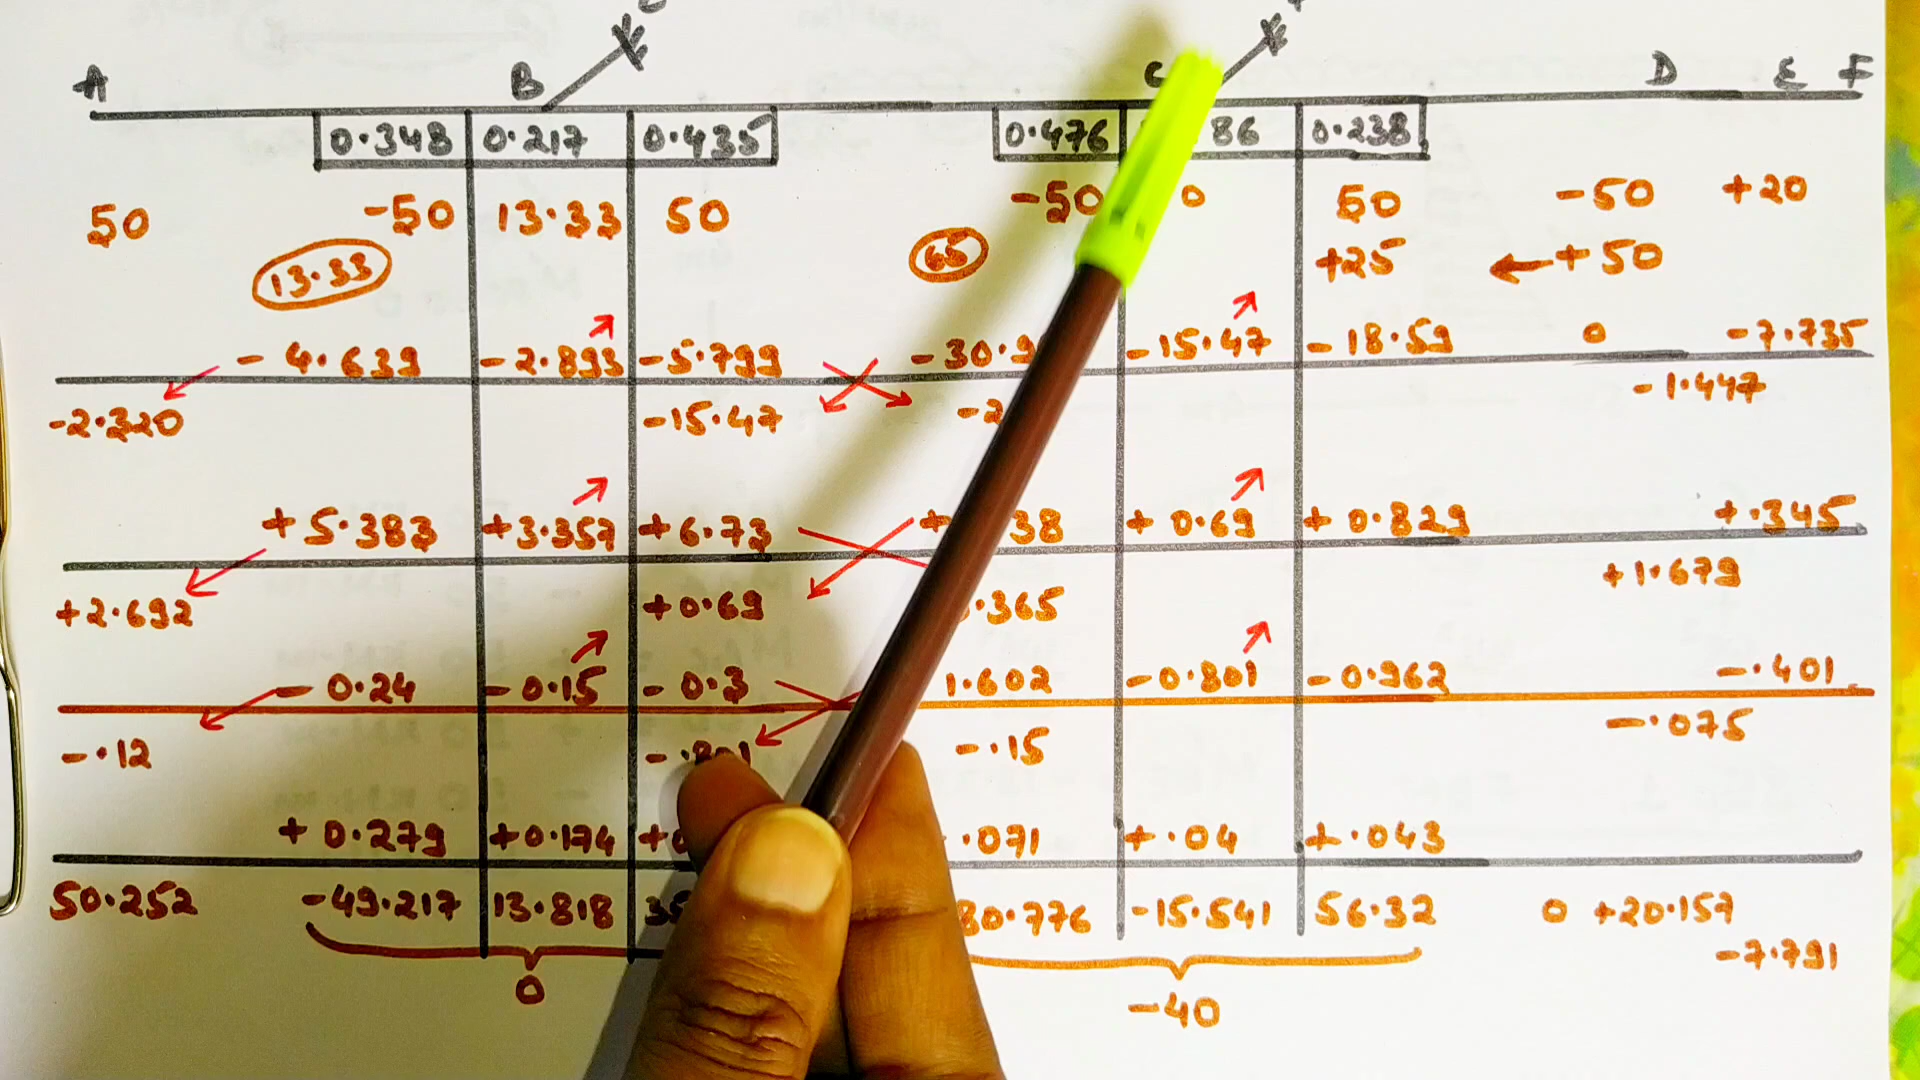 A B C D E F
0.348 0.217 0.435 0.476 86 0.238
50 -50 13.33 50 -50 0 50 -50 +20
13.33 65 +25 ← +50
- 4.639 -2.893 -5.799 -30.9 -15.47 -18.59 0 -7.735
-2.320 -15.47 -2 -1.447
+5.383 +3.357 +6.73 + 38 +0.69 +0.829 +.345
+2.692 +0.69 .365 +1.679
- 0.24 -0.15 -0.3 1.602 -0.801 -0.962 -.401
-.12 -.801 -.15 -.075
+0.279 +0.174 .071 +.04 +.043
50.252 -49.217 13.818 80.776 -15.541 56.32 0 +20.157
-7.791
0 -40